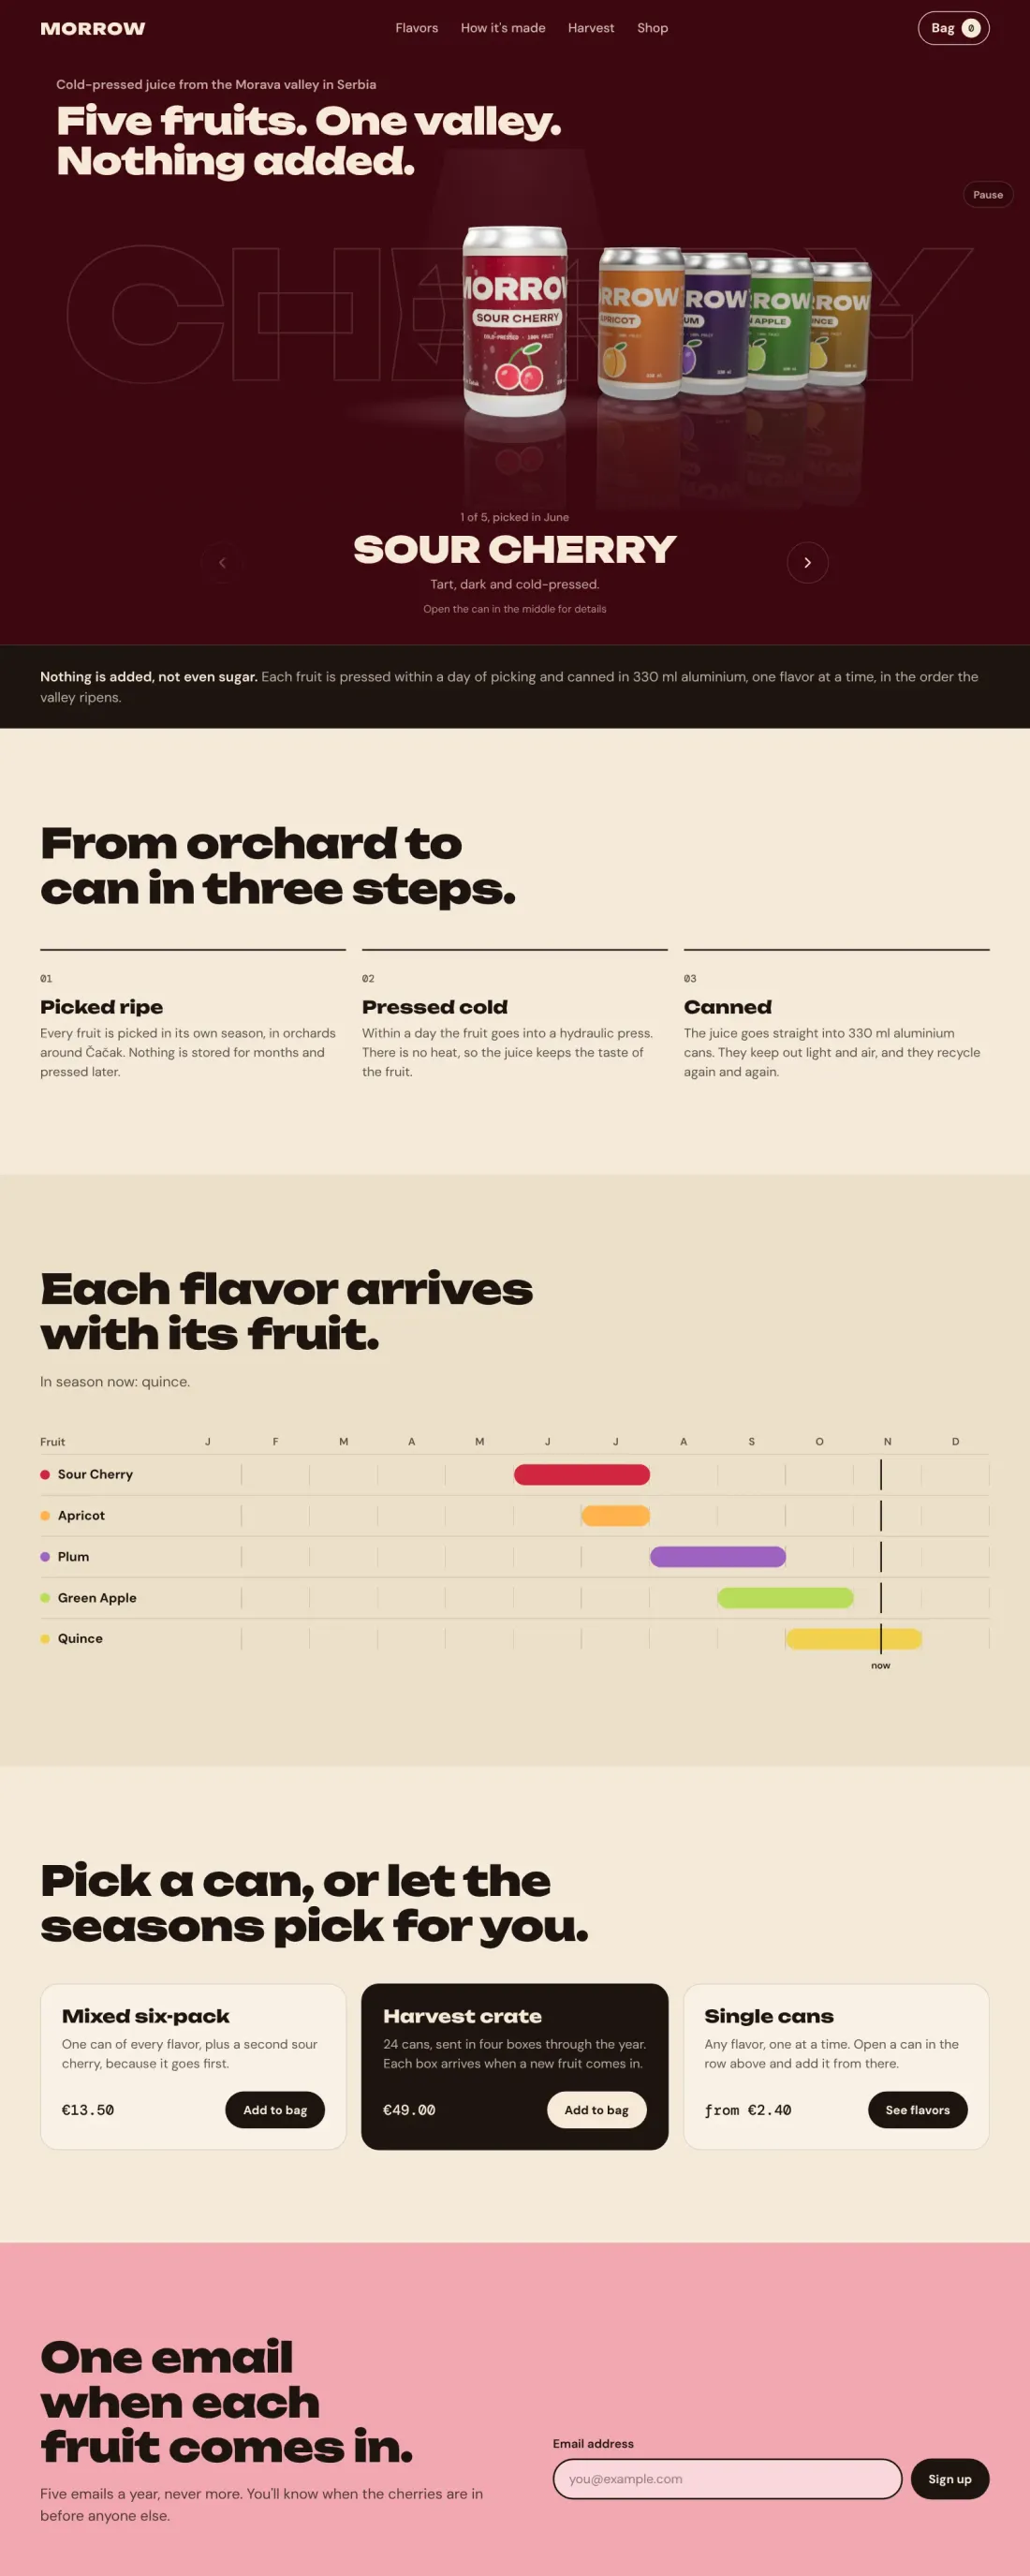 MORROW
Flavors How it's made Harvest Shop
Bag 0
Cold-pressed juice from the Morava valley in Serbia
Five fruits. One valley.
Nothing added.
Pause
CHERRY
MORROW
SOUR CHERRY
COLD-PRESSED · 100% FRUIT
RROW
APRICOT
ROW
UM
ROW
N APPLE
ROW
INCE
1 of 5, picked in June
SOUR CHERRY
Tart, dark and cold-pressed.
Open the can in the middle for details
Nothing is added, not even sugar. Each fruit is pressed within a day of picking and canned in 330 ml aluminium, one flavor at a time, in the order the
valley ripens.
From orchard to
can in three steps.
01
Picked ripe
Every fruit is picked in its own season, in orchards
around Čačak. Nothing is stored for months and
pressed later.
02
Pressed cold
Within a day the fruit goes into a hydraulic press.
There is no heat, so the juice keeps the taste of
the fruit.
03
Canned
The juice goes straight into 330 ml aluminium
cans. They keep out light and air, and they recycle
again and again.
Each flavor arrives
with its fruit.
In season now: quince.
Fruit J F M A M J J A S O N D
Sour Cherry
Apricot
Plum
Green Apple
Quince
now
Pick a can, or let the
seasons pick for you.
Mixed six-pack
One can of every flavor, plus a second sour
cherry, because it goes first.
€13.50 Add to bag
Harvest crate
24 cans, sent in four boxes through the year.
Each box arrives when a new fruit comes in.
€49.00 Add to bag
Single cans
Any flavor, one at a time. Open a can in the
row above and add it from there.
from €2.40 See flavors
One email
when each
fruit comes in.
Five emails a year, never more. You'll know when the cherries are in
before anyone else.
Email address
you@example.com
Sign up